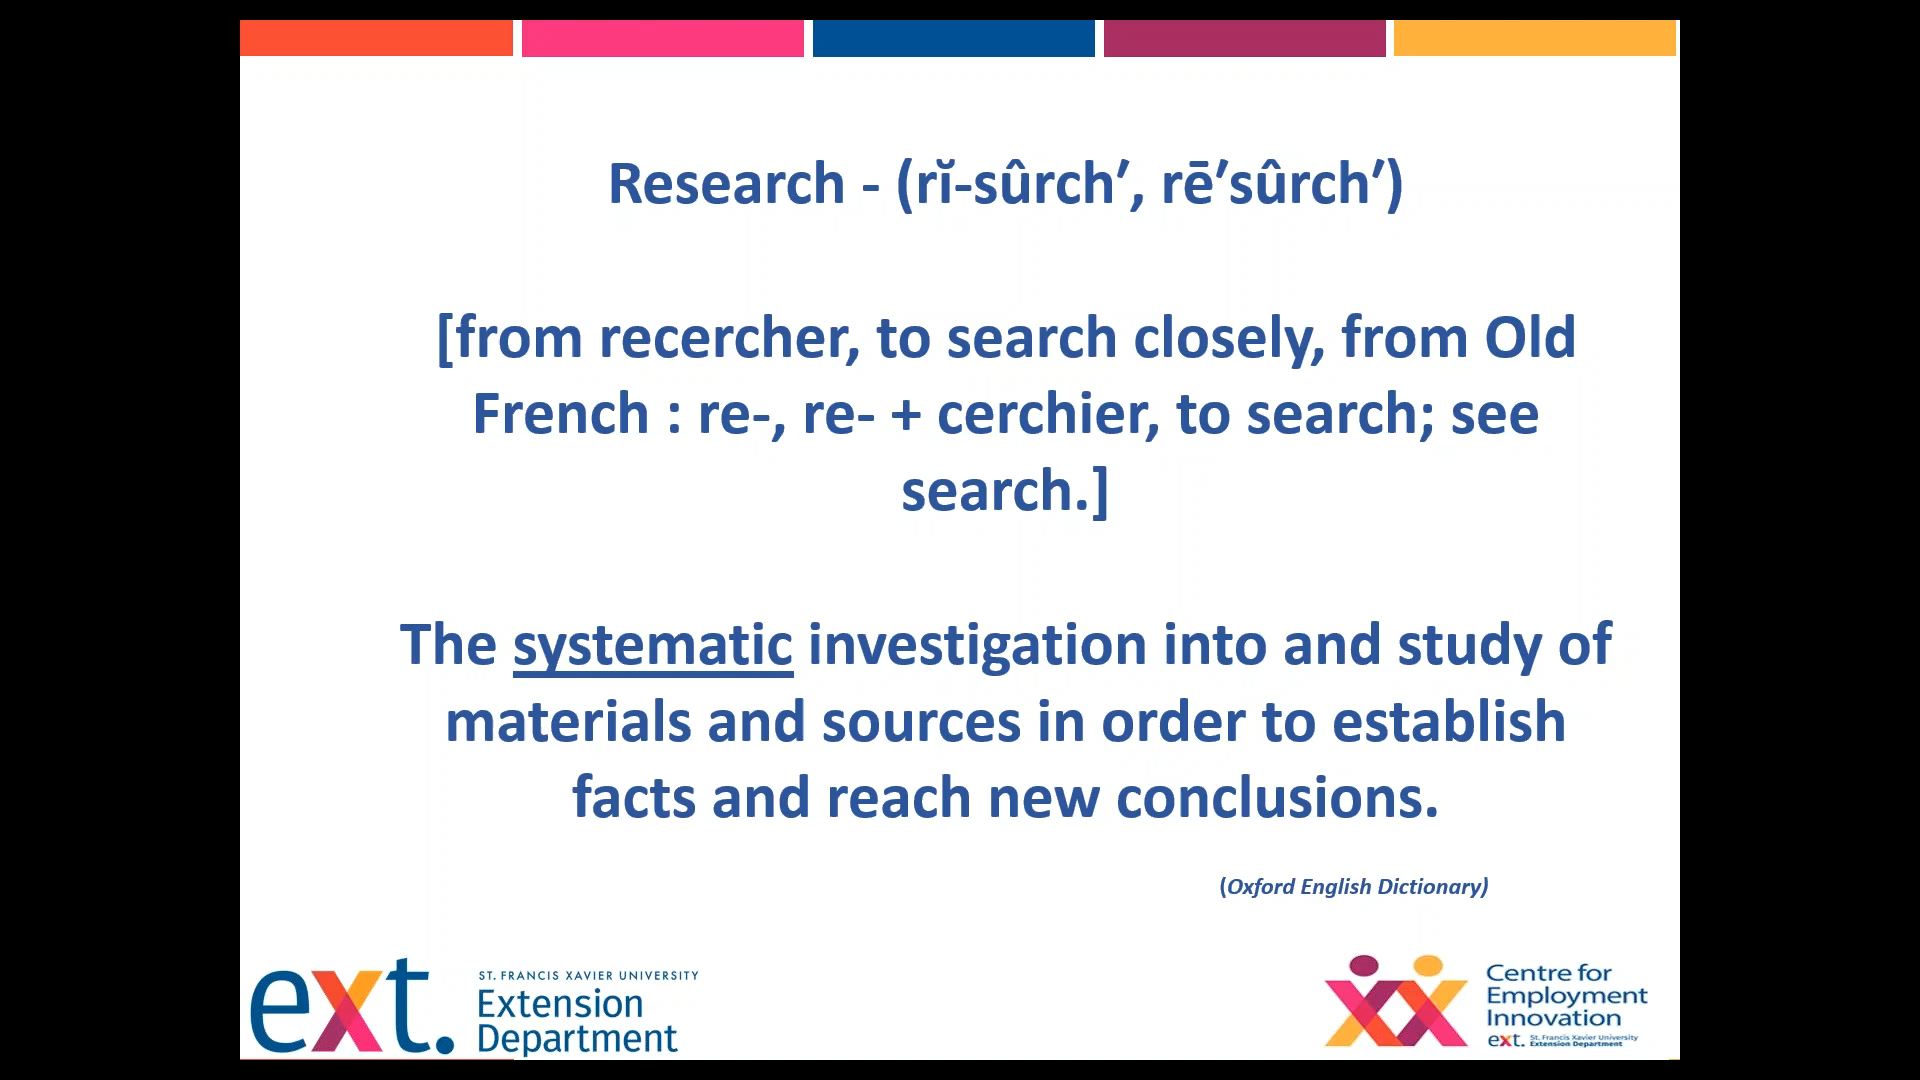 Research - (rĭ-sûrch′, rē′sûrch′)
[from recercher, to search closely, from Old
French : re-, re- + cerchier, to search; see
search.]
The systematic investigation into and study of
materials and sources in order to establish
facts and reach new conclusions.
(Oxford English Dictionary)
ext.
ST. FRANCIS XAVIER UNIVERSITY
Extension
Department
Centre for
Employment
Innovation
ext. St. Francis Xavier University
Extension Department